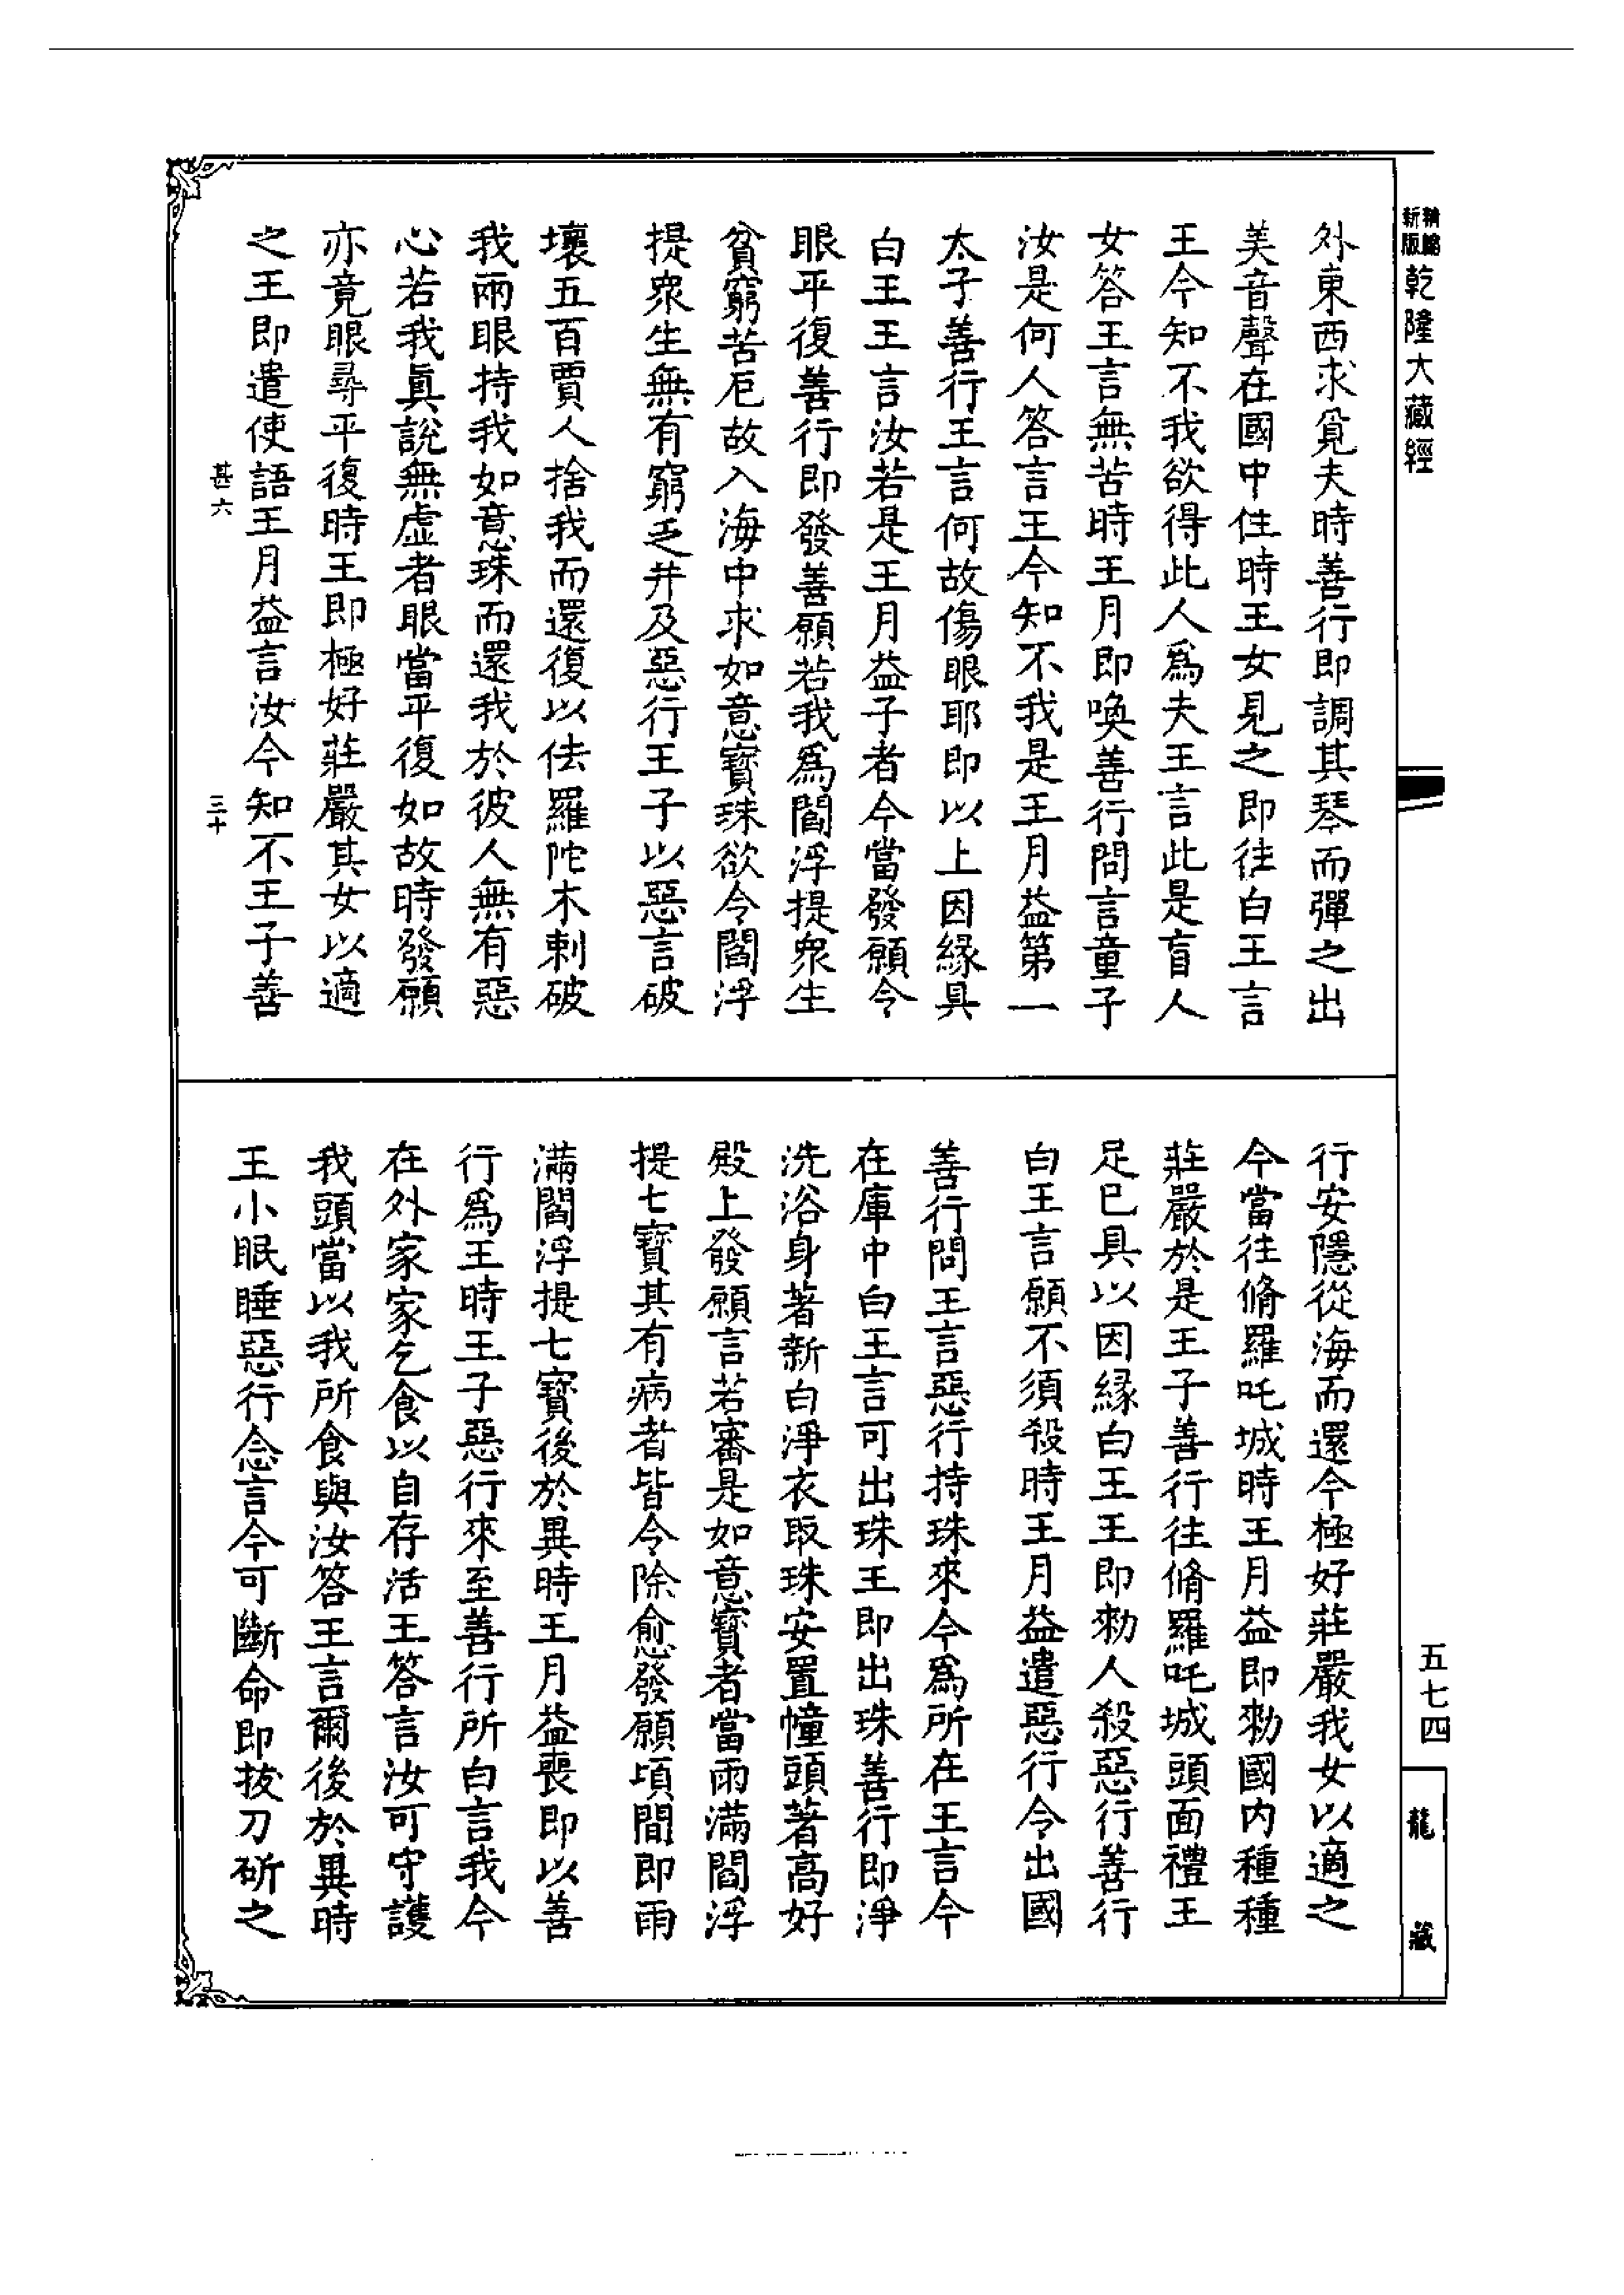 新版精縮乾隆大藏經
外東西求覓夫時善行即調其琴而彈之出
美音聲在國中住時王女見之即往白王言
王今知不我欲得此人爲夫王言此是盲人
女答王言無苦時王月即喚善行問言童子
汝是何人答言王今知不我是王月益第一
太子善行王言何故傷眼耶即以上因緣具
白王王言汝若是王月益子者今當發願令
眼平復善行即發善願若我爲閻浮提衆生
貧窮苦厄故入海中求如意寶珠欲令閻浮
提衆生無有窮乏并及惡行王子以惡言破
壞五百賈人捨我而還復以佉羅陀木刺破
我兩眼持我如意珠而還我於彼人無有惡
心若我眞說無虛者眼當平復如故時發願
亦竟眼尋平復時王即極好莊嚴其女以適
之王即遣使語王月益言汝今知不王子善
甚六
三十
行安隱從海而還今極好莊嚴我女以適之
今當往脩羅吒城時王月益即勑國内種種
莊嚴於是王子善行往脩羅吒城頭面禮王
足已具以因緣白王王即勑人殺惡行善行
白王言願不須殺時王月益遣惡行令出國
善行問王言惡行持珠來今爲所在王言今
在庫中白王言可出珠王即出珠善行即淨
洗浴身著新白淨衣取珠安置幢頭著高好
殿上發願言若審是如意寶者當雨滿閻浮
提七寶其有病者皆令除愈發願頃間即雨
滿閻浮提七寶後於異時王月益喪即以善
行爲王時王子惡行來至善行所白言我今
在外家家乞食以自存活王答言汝可守護
我頭當以我所食與汝答王言爾後於異時
王小眠睡惡行念言今可斷命即拔刀斫之
五七四
龍藏